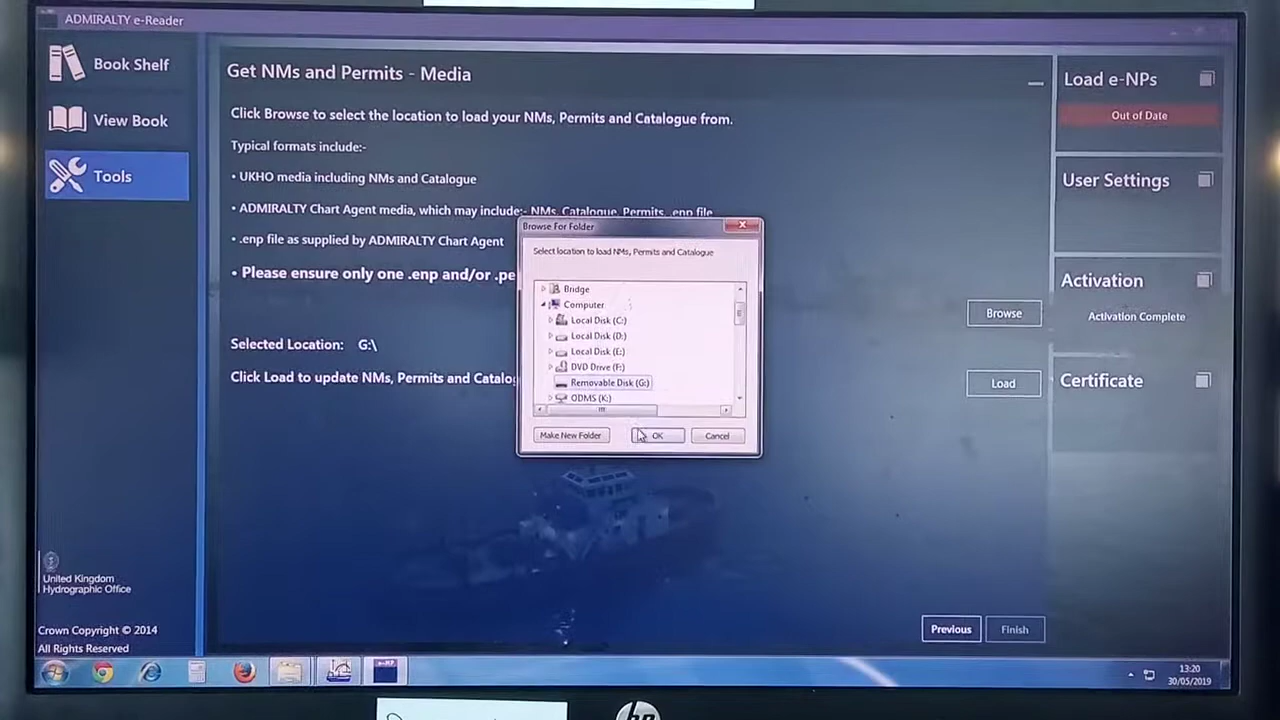 ADMIRALTY e-Reader
Book Shelf
View Book
Tools
United Kingdom
Hydrographic Office
Crown Copyright © 2014
All Rights Reserved
Get NMs and Permits - Media
Click Browse to select the location to load your NMs, Permits and Catalogue from.
Typical formats include:-
• UKHO media including NMs and Catalogue
• ADMIRALTY Chart Agent media, which may include:- NMs, Catalogue, Permits, .enp file
• .enp file as supplied by ADMIRALTY Chart Agent
• Please ensure only one .enp and/or .pe
Browse
Selected Location: G:\
Click Load to update NMs, Permits and Catalog
Load
Previous
Finish
Browse For Folder
Select location to load NMs, Permits and Catalogue
Bridge
Computer
Local Disk (C:)
Local Disk (D:)
Local Disk (E:)
DVD Drive (F:)
Removable Disk (G:)
ODMS (K:)
Make New Folder
OK
Cancel
Load e-NPs
Out of Date
User Settings
Activation
Activation Complete
Certificate
e-NP
13:20
30/05/2019
hp